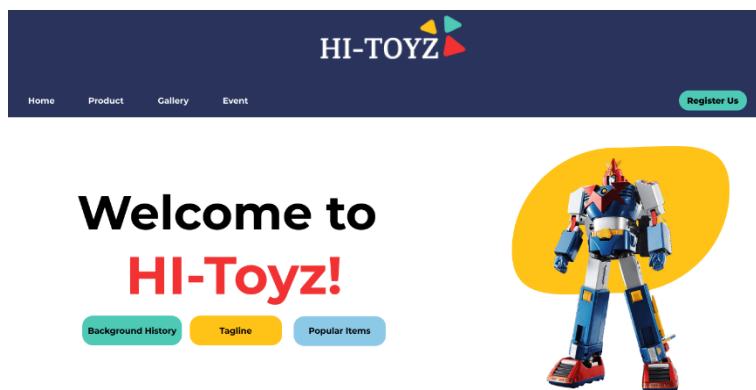 HI-TOYZ
Home Product Gallery Event Register Us
Welcome to
HI-Toyz!
Background History Tagline Popular Items